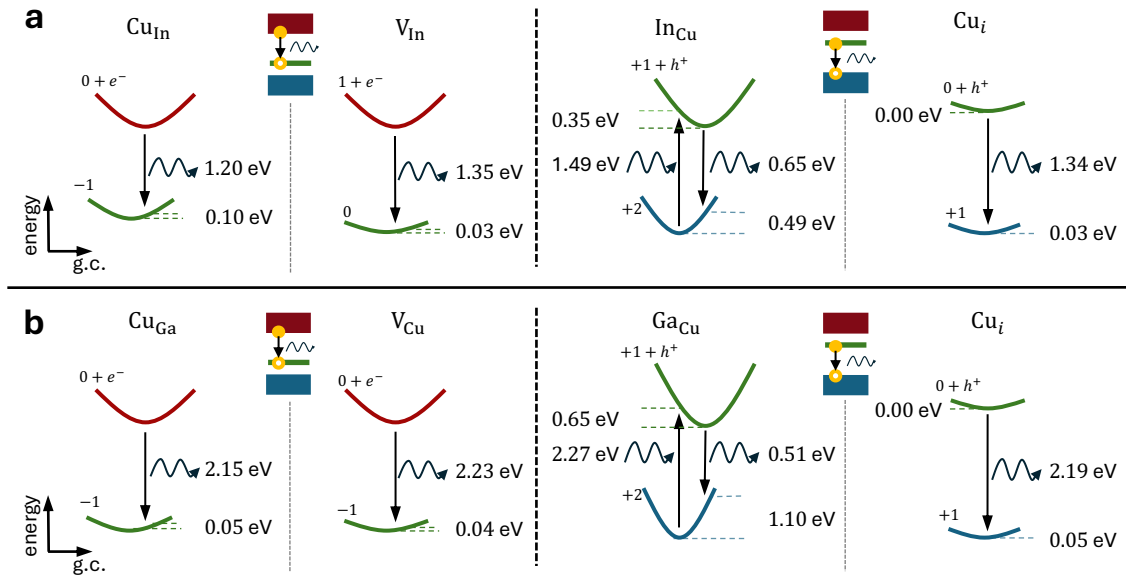 a
Cu_In
V_In
In_Cu
Cu_i
0 + e⁻
1 + e⁻
+1 + h⁺
0 + h⁺
0.35 eV
0.00 eV
1.20 eV
1.35 eV
1.49 eV
0.65 eV
1.34 eV
−1
0
+2
+1
0.10 eV
0.03 eV
0.49 eV
0.03 eV
energy
g.c.
b
Cu_Ga
V_Cu
Ga_Cu
Cu_i
0 + e⁻
0 + e⁻
+1 + h⁺
0 + h⁺
0.65 eV
0.00 eV
2.15 eV
2.23 eV
2.27 eV
0.51 eV
2.19 eV
−1
−1
+2
+1
0.05 eV
0.04 eV
1.10 eV
0.05 eV
energy
g.c.